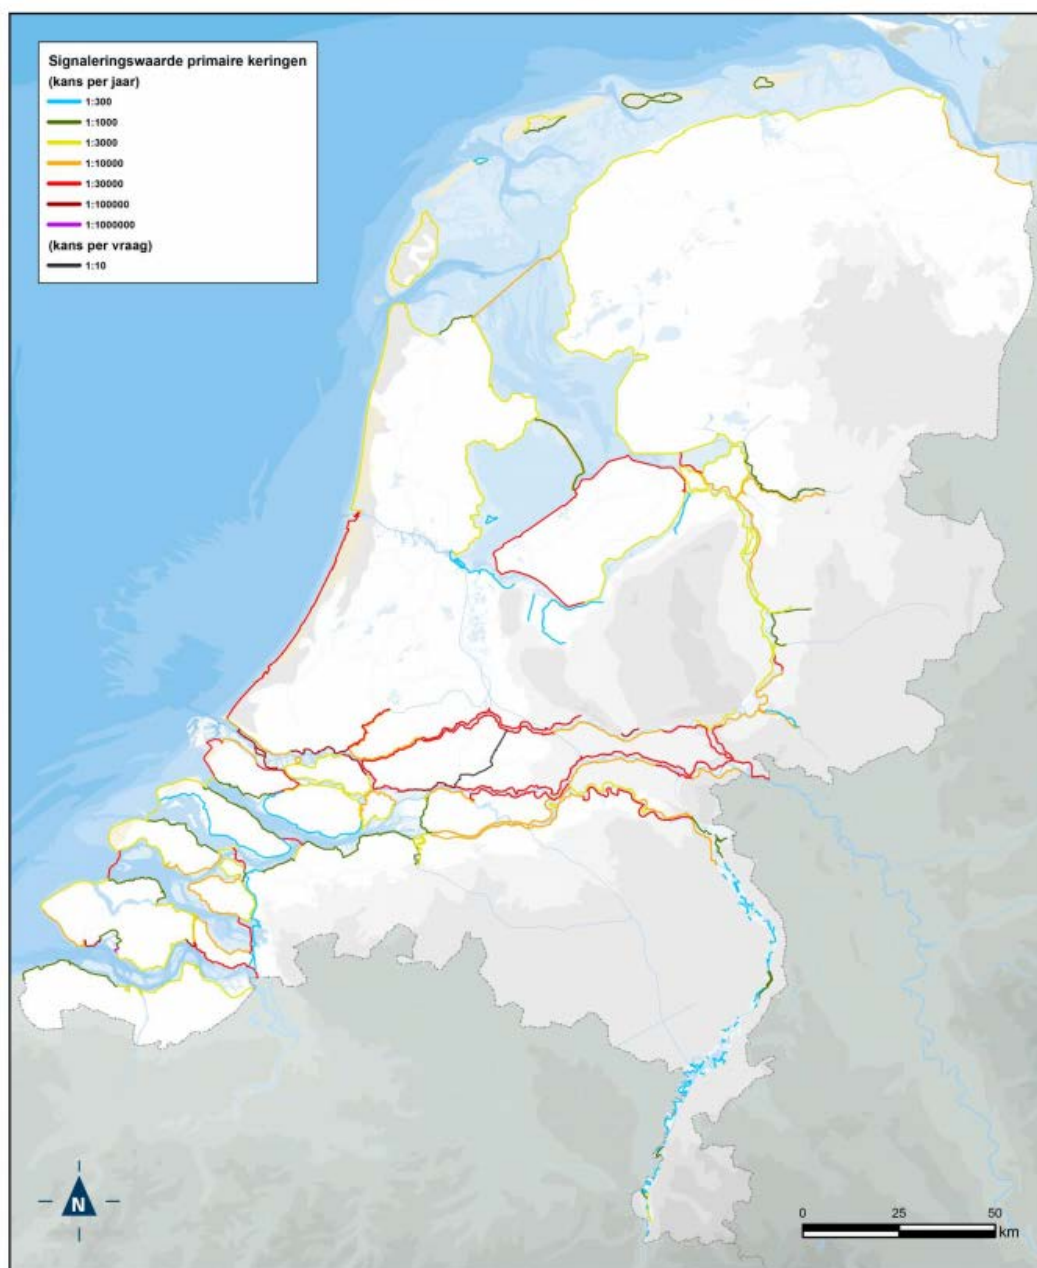 Signaleringswaarde primaire keringen
(kans per jaar)
1:300
1:1000
1:3000
1:10000
1:30000
1:100000
1:1000000
(kans per vraag)
1:10
N
0 25 50
km